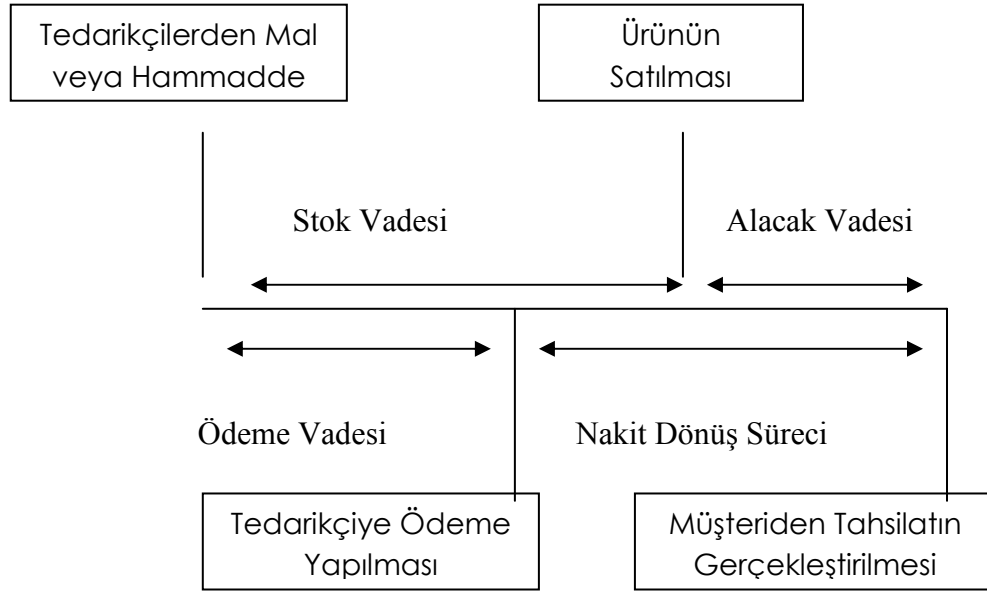 Tedarikçilerden Mal
veya Hammadde
Ürünün
Satılması
Stok Vadesi
Alacak Vadesi
Ödeme Vadesi
Nakit Dönüş Süreci
Tedarikçiye Ödeme
Yapılması
Müşteriden Tahsilatın
Gerçekleştirilmesi